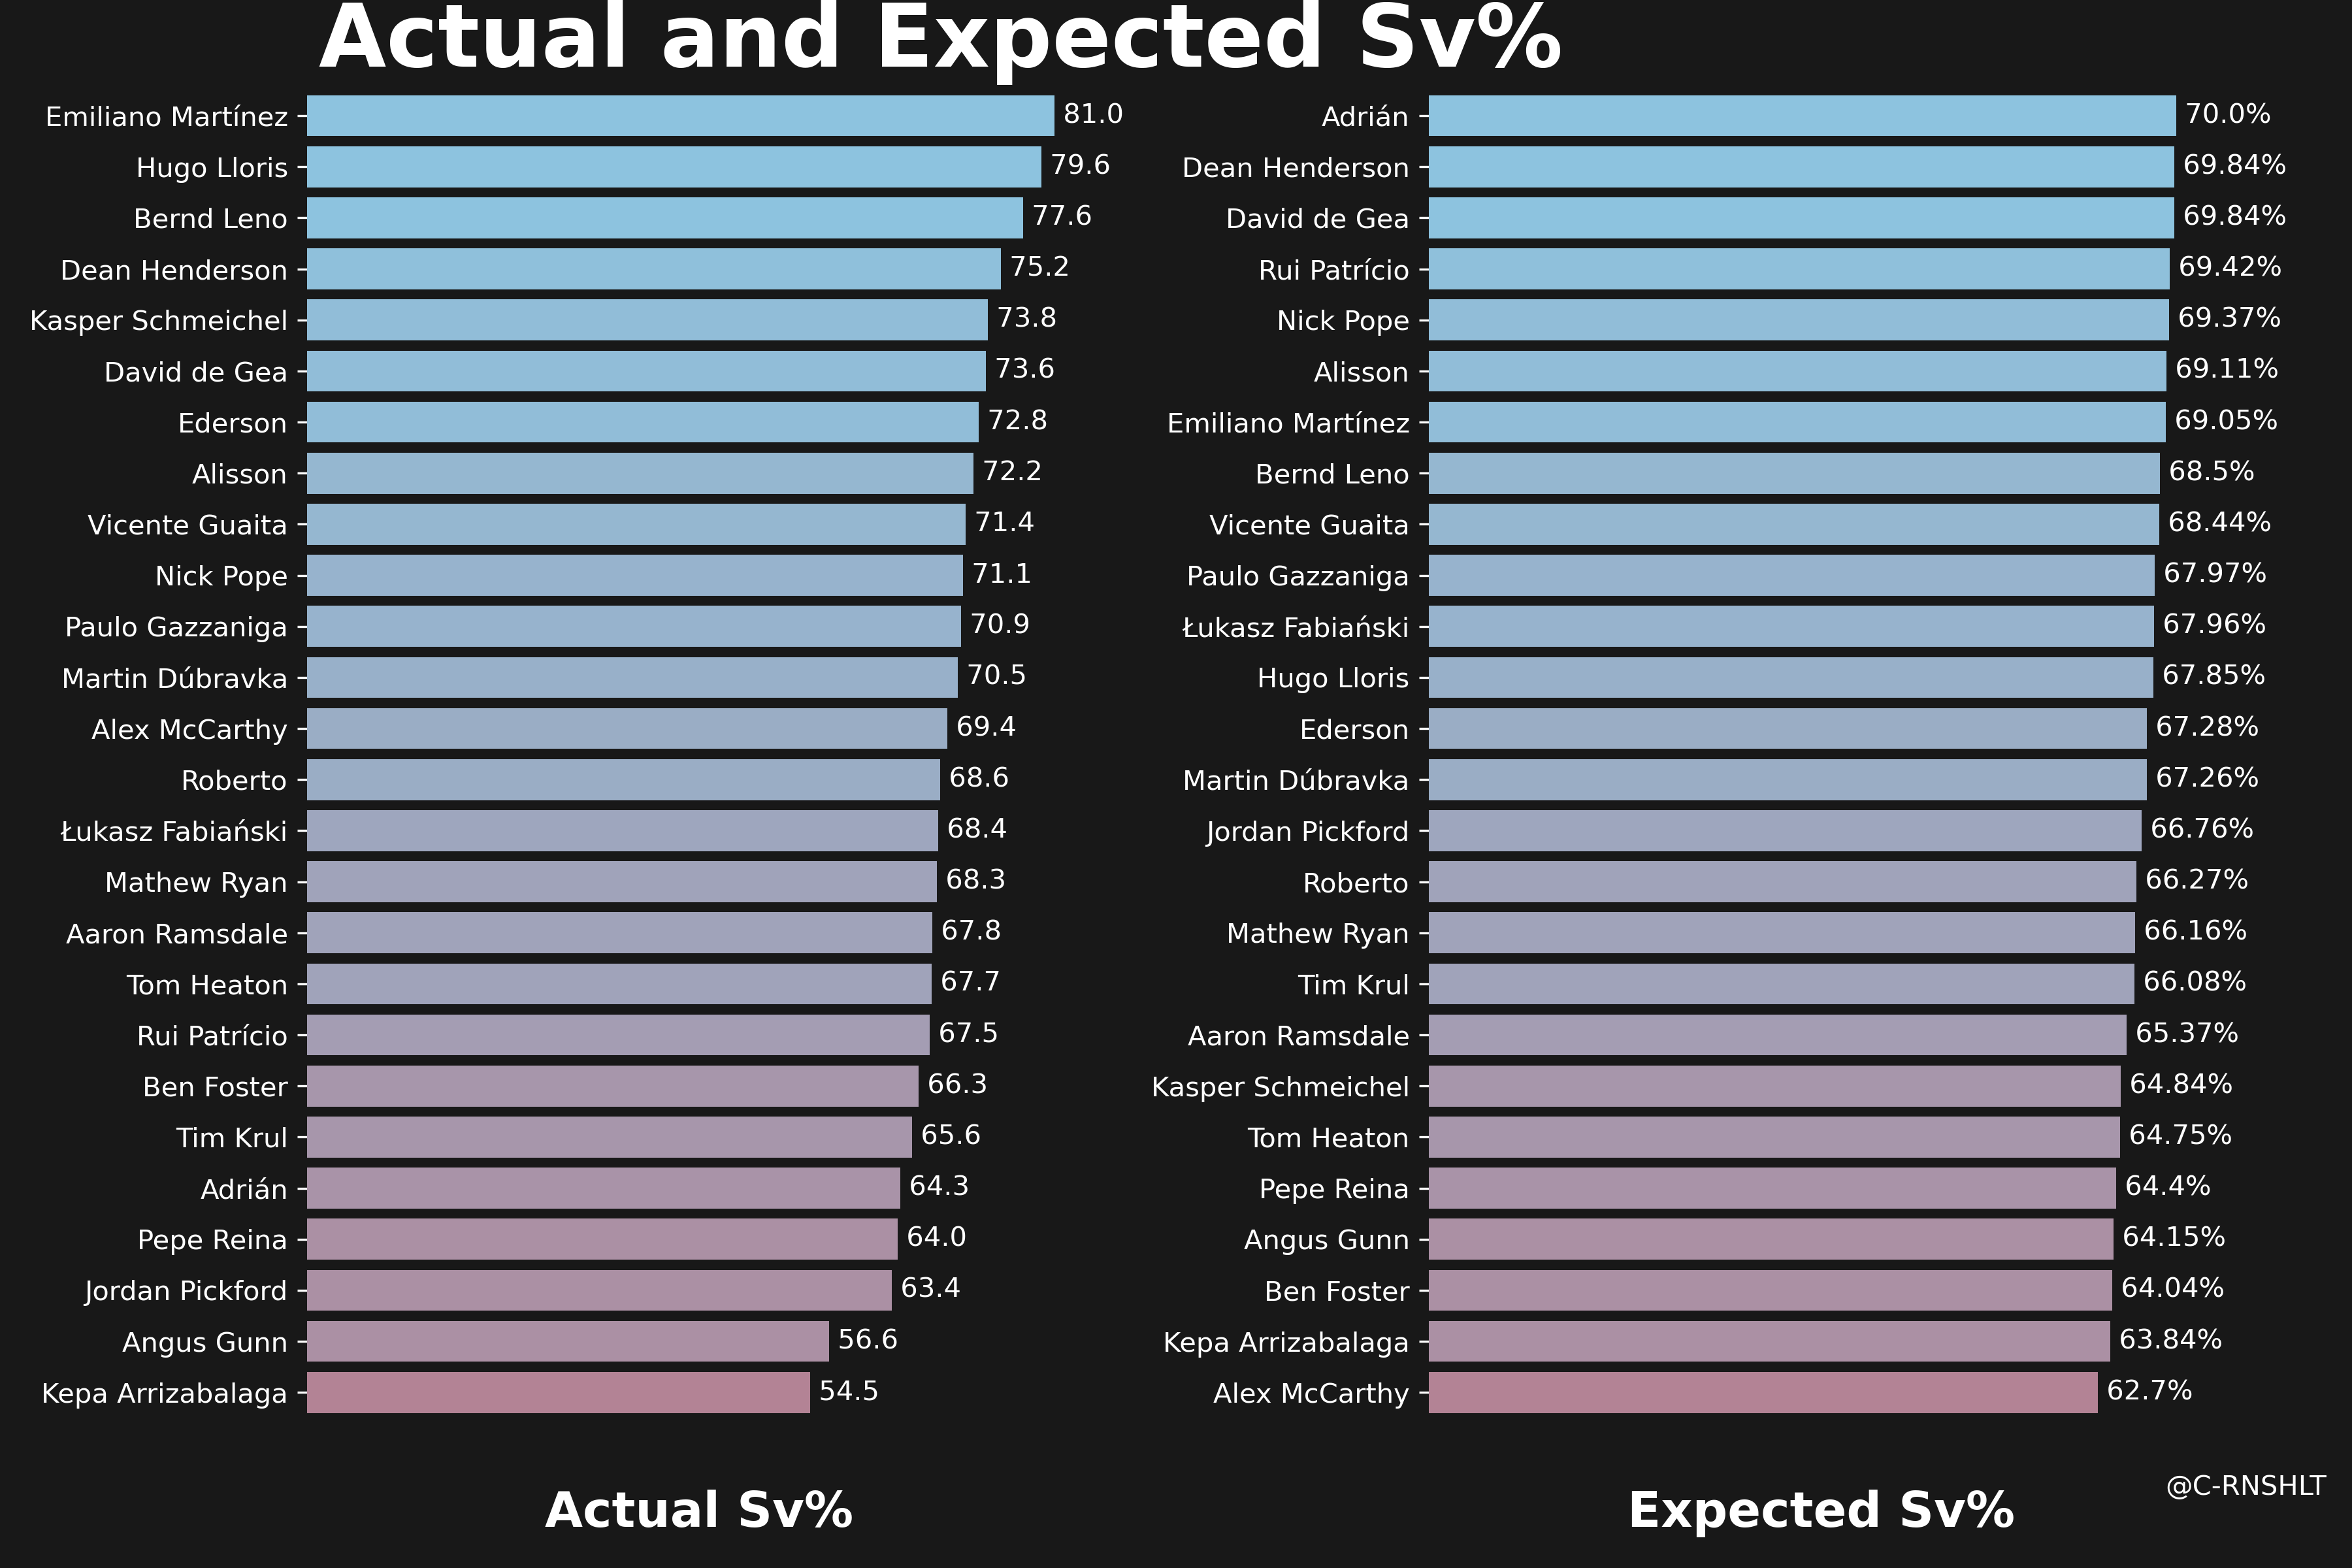 Actual and Expected Sv%
Emiliano Martínez 81.0
Hugo Lloris 79.6
Bernd Leno 77.6
Dean Henderson 75.2
Kasper Schmeichel 73.8
David de Gea 73.6
Ederson 72.8
Alisson 72.2
Vicente Guaita 71.4
Nick Pope 71.1
Paulo Gazzaniga 70.9
Martin Dúbravka 70.5
Alex McCarthy 69.4
Roberto 68.6
Łukasz Fabiański 68.4
Mathew Ryan 68.3
Aaron Ramsdale 67.8
Tom Heaton 67.7
Rui Patrício 67.5
Ben Foster 66.3
Tim Krul 65.6
Adrián 64.3
Pepe Reina 64.0
Jordan Pickford 63.4
Angus Gunn 56.6
Kepa Arrizabalaga 54.5
Actual Sv%
Adrián 70.0%
Dean Henderson 69.84%
David de Gea 69.84%
Rui Patrício 69.42%
Nick Pope 69.37%
Alisson 69.11%
Emiliano Martínez 69.05%
Bernd Leno 68.5%
Vicente Guaita 68.44%
Paulo Gazzaniga 67.97%
Łukasz Fabiański 67.96%
Hugo Lloris 67.85%
Ederson 67.28%
Martin Dúbravka 67.26%
Jordan Pickford 66.76%
Roberto 66.27%
Mathew Ryan 66.16%
Tim Krul 66.08%
Aaron Ramsdale 65.37%
Kasper Schmeichel 64.84%
Tom Heaton 64.75%
Pepe Reina 64.4%
Angus Gunn 64.15%
Ben Foster 64.04%
Kepa Arrizabalaga 63.84%
Alex McCarthy 62.7%
Expected Sv%
@C-RNSHLT